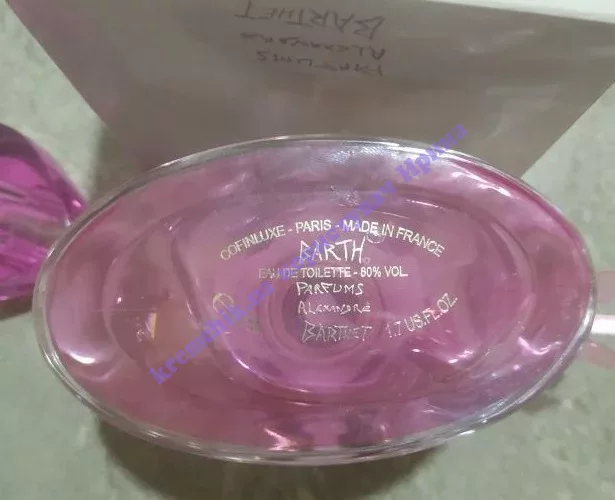 PARFUMS
ALEXANDRE
BARTHET
COFINLUXE - PARIS - MADE IN FRANCE
BARTH
EAU DE TOILETTE - 80% VOL.
PARFUMS
ALEXANDRE
BARTHET
1.7 US.FL.OZ.
Ирина